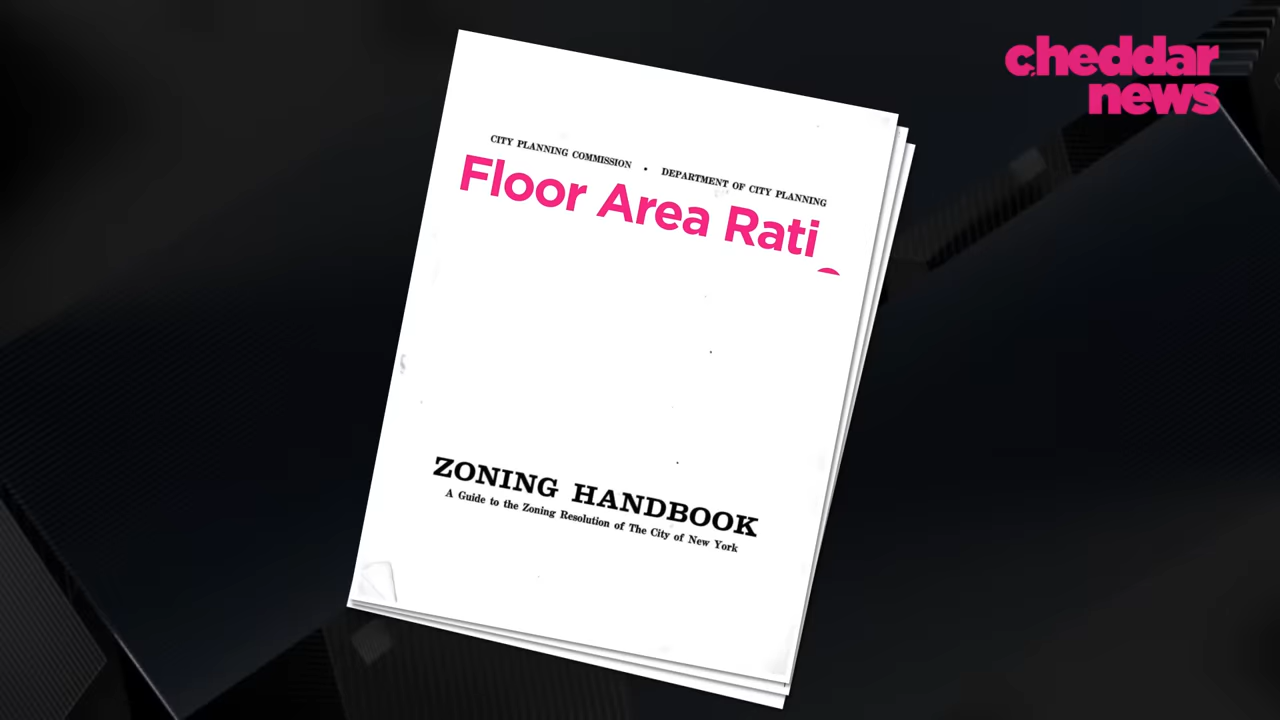 cheddar
news
CITY PLANNING COMMISSION • DEPARTMENT OF CITY PLANNING
Floor Area Rati
ZONING HANDBOOK
A Guide to the Zoning Resolution of The City of New York